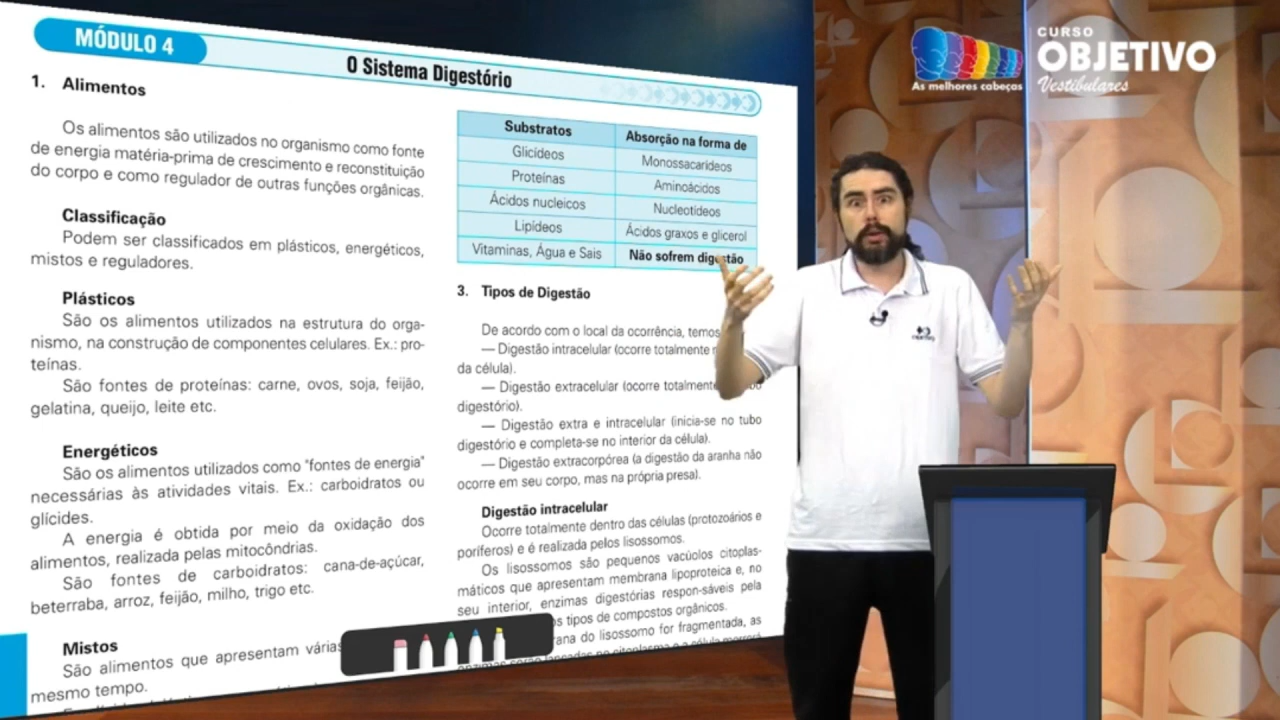 MÓDULO 4
O Sistema Digestório
1. Alimentos
Os alimentos são utilizados no organismo como fonte
de energia matéria-prima de crescimento e reconstituição
do corpo e como regulador de outras funções orgânicas.
Classificação
Podem ser classificados em plásticos, energéticos,
mistos e reguladores.
Plásticos
São os alimentos utilizados na estrutura do orga-
nismo, na construção de componentes celulares. Ex.: pro-
teínas.
São fontes de proteínas: carne, ovos, soja, feijão,
gelatina, queijo, leite etc.
Energéticos
São os alimentos utilizados como "fontes de energia"
necessárias às atividades vitais. Ex.: carboidratos ou
glícides.
A energia é obtida por meio da oxidação dos
alimentos, realizada pelas mitocôndrias.
São fontes de carboidratos: cana-de-açúcar,
beterraba, arroz, feijão, milho, trigo etc.
Mistos
São alimentos que apresentam
mesmo tempo.
Substratos Absorção na forma de
Glicídeos Monossacarídeos
Proteínas Aminoácidos
Ácidos nucleicos Nucleotídeos
Lipídeos Ácidos graxos e glicerol
Vitaminas, Água e Sais Não sofrem digestão
3. Tipos de Digestão
De acordo com o local da ocorrência, temos
— Digestão intracelular (ocorre totalmente
da célula).
— Digestão extracelular (ocorre totalmente
digestório).
— Digestão extra e intracelular (inicia-se no tubo
digestório e completa-se no interior da célula).
— Digestão extracorpórea (a digestão da aranha não
ocorre em seu corpo, mas na própria presa).
Digestão intracelular
Ocorre totalmente dentro das células (protozoários e
poríferos) e é realizada pelos lisossomos.
Os lisossomos são pequenos vacúolos citoplas-
máticos que apresentam membrana lipoproteica e, no
seu interior, enzimas digestórias respon-sáveis pela
tipos de compostos orgânicos.
do lisossomo for fragmentada, as
As melhores cabeças
CURSO
OBJETIVO
Vestibulares
OBJETIVO